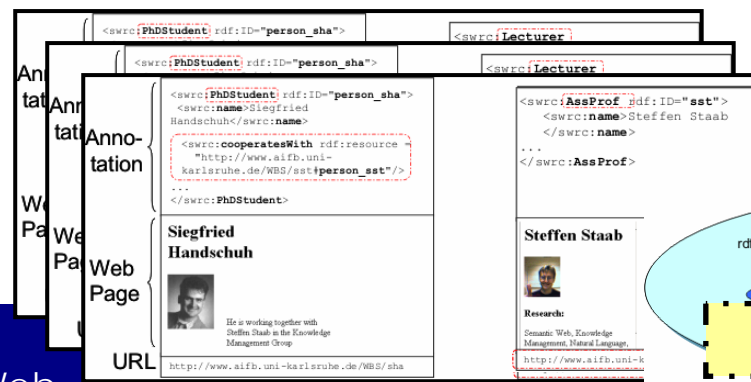 <swrc:PhDStudent rdf:ID="person_sha">
<swrc:Lecturer
<swrc:PhDStudent rdf:ID="person_sha">
<swrc:Lecturer
Anno-
tation
<swrc:PhDStudent rdf:ID="person_sha">
<swrc:name>Siegfried
Handschuh</swrc:name>
<swrc:cooperatesWith rdf:resource =
"http://www.aifb.uni-
karlsruhe.de/WBS/sst#person_sst"/>
...
</swrc:PhDStudent>
<swrc:AssProf rdf:ID="sst">
<swrc:name>Steffen Staab
</swrc:name>
...
</swrc:AssProf>
Web
Page
Siegfried
Handschuh
He is working together with
Steffen Staab in the Knowledge
Management Group
Steffen Staab
Research:
Semantic Web, Knowledge
Management, Natural Language,
rdf
URL
http://www.aifb.uni-karlsruhe.de/WBS/sha
http://www.aifb.uni-k
Web